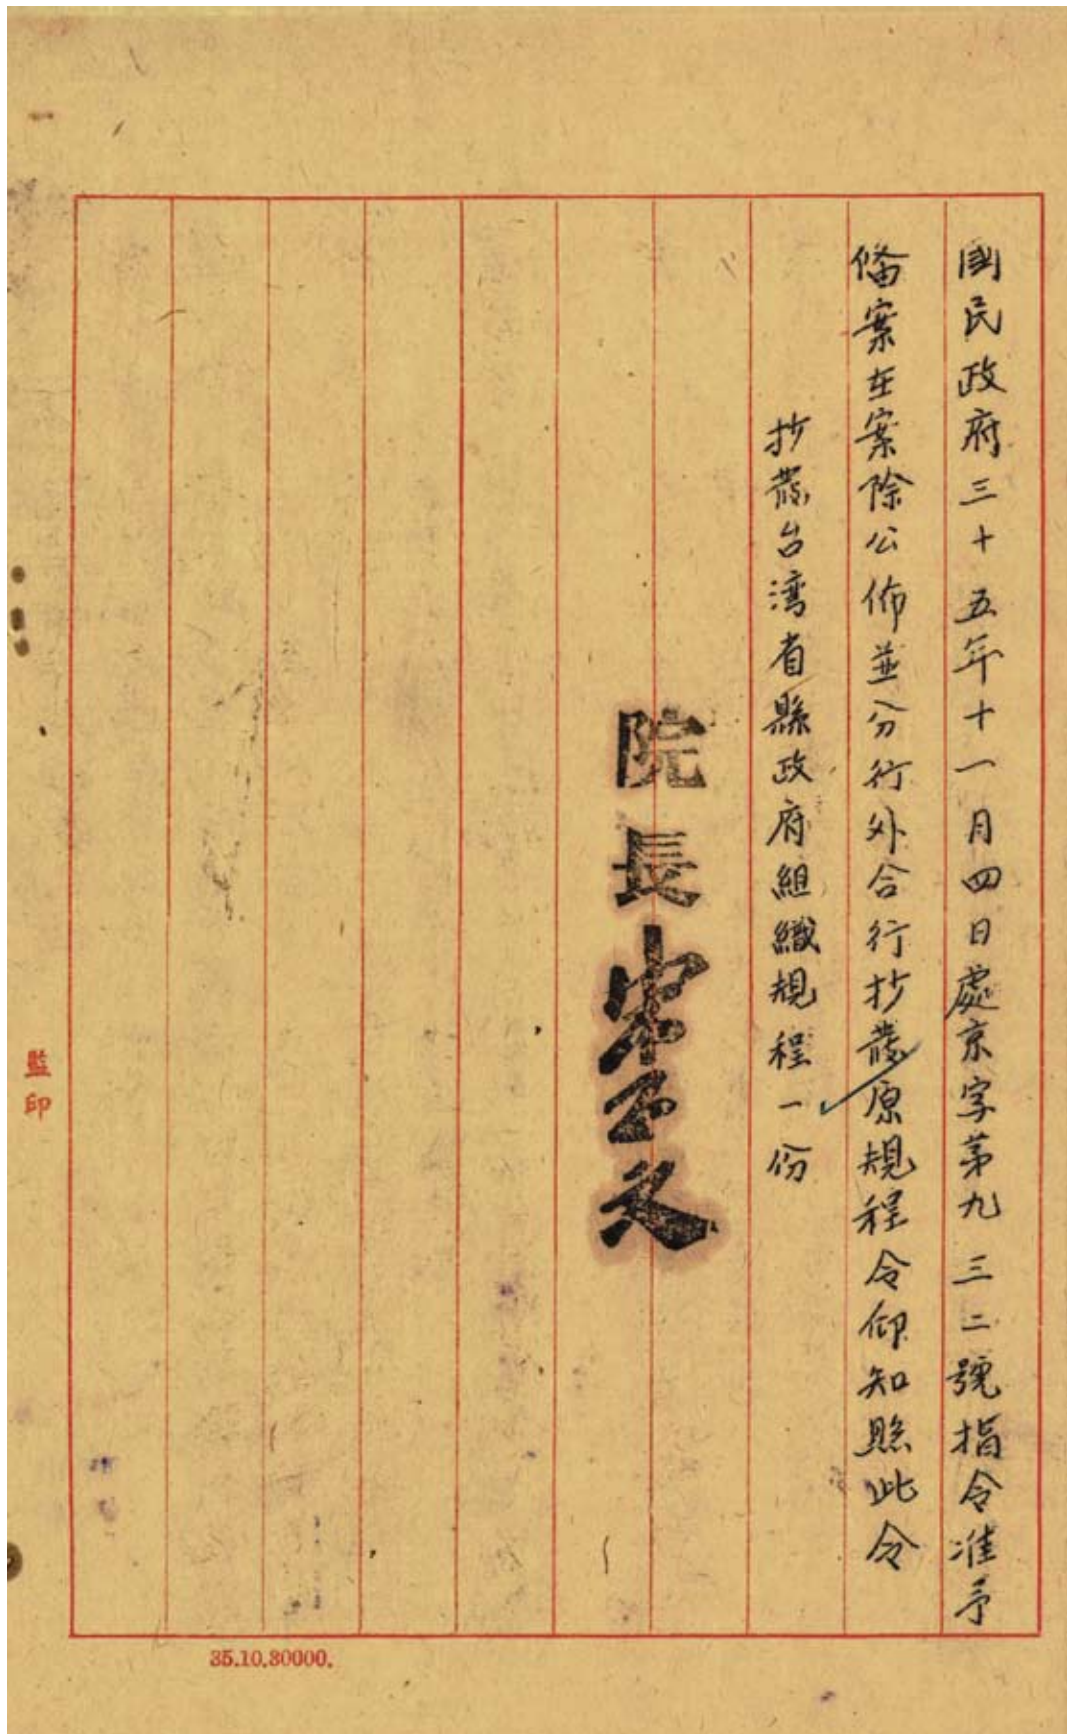 國民政府三十五年十一月四日處京字第九三二號指令准予
備案在案除公佈並分行外合行抄發原規程令仰知照此令
抄發台湾省縣政府組織規程一份
院長宋子文
監印
35.10.30000.